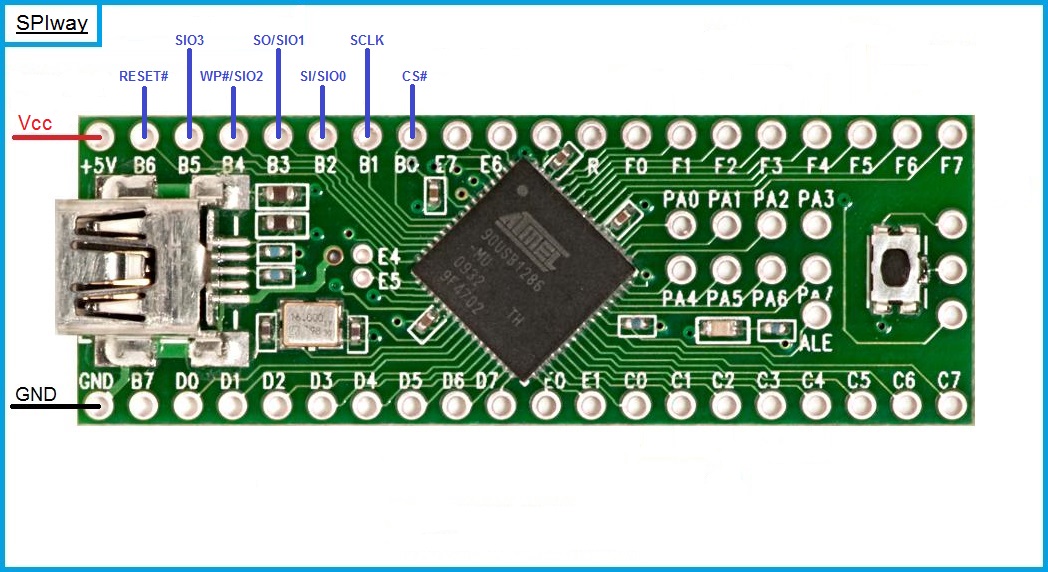 SPIway
SIO3 SO/SIO1 SCLK
RESET# WP#/SIO2 SI/SIO0 CS#
Vcc
+5V B6 B5 B4 B3 B2 B1 B0 E7 E6 R F0 F1 F2 F3 F4 F5 F6 F7
PA0 PA1 PA2 PA3
ATMEL
90USB1286
-MU
0932
9F4702 TH
E4
E5
PA4 PA5 PA6 PA7
16.000
ALE
GND B7 D0 D1 D2 D3 D4 D5 D6 D7 E0 E1 C0 C1 C2 C3 C4 C5 C6 C7
GND